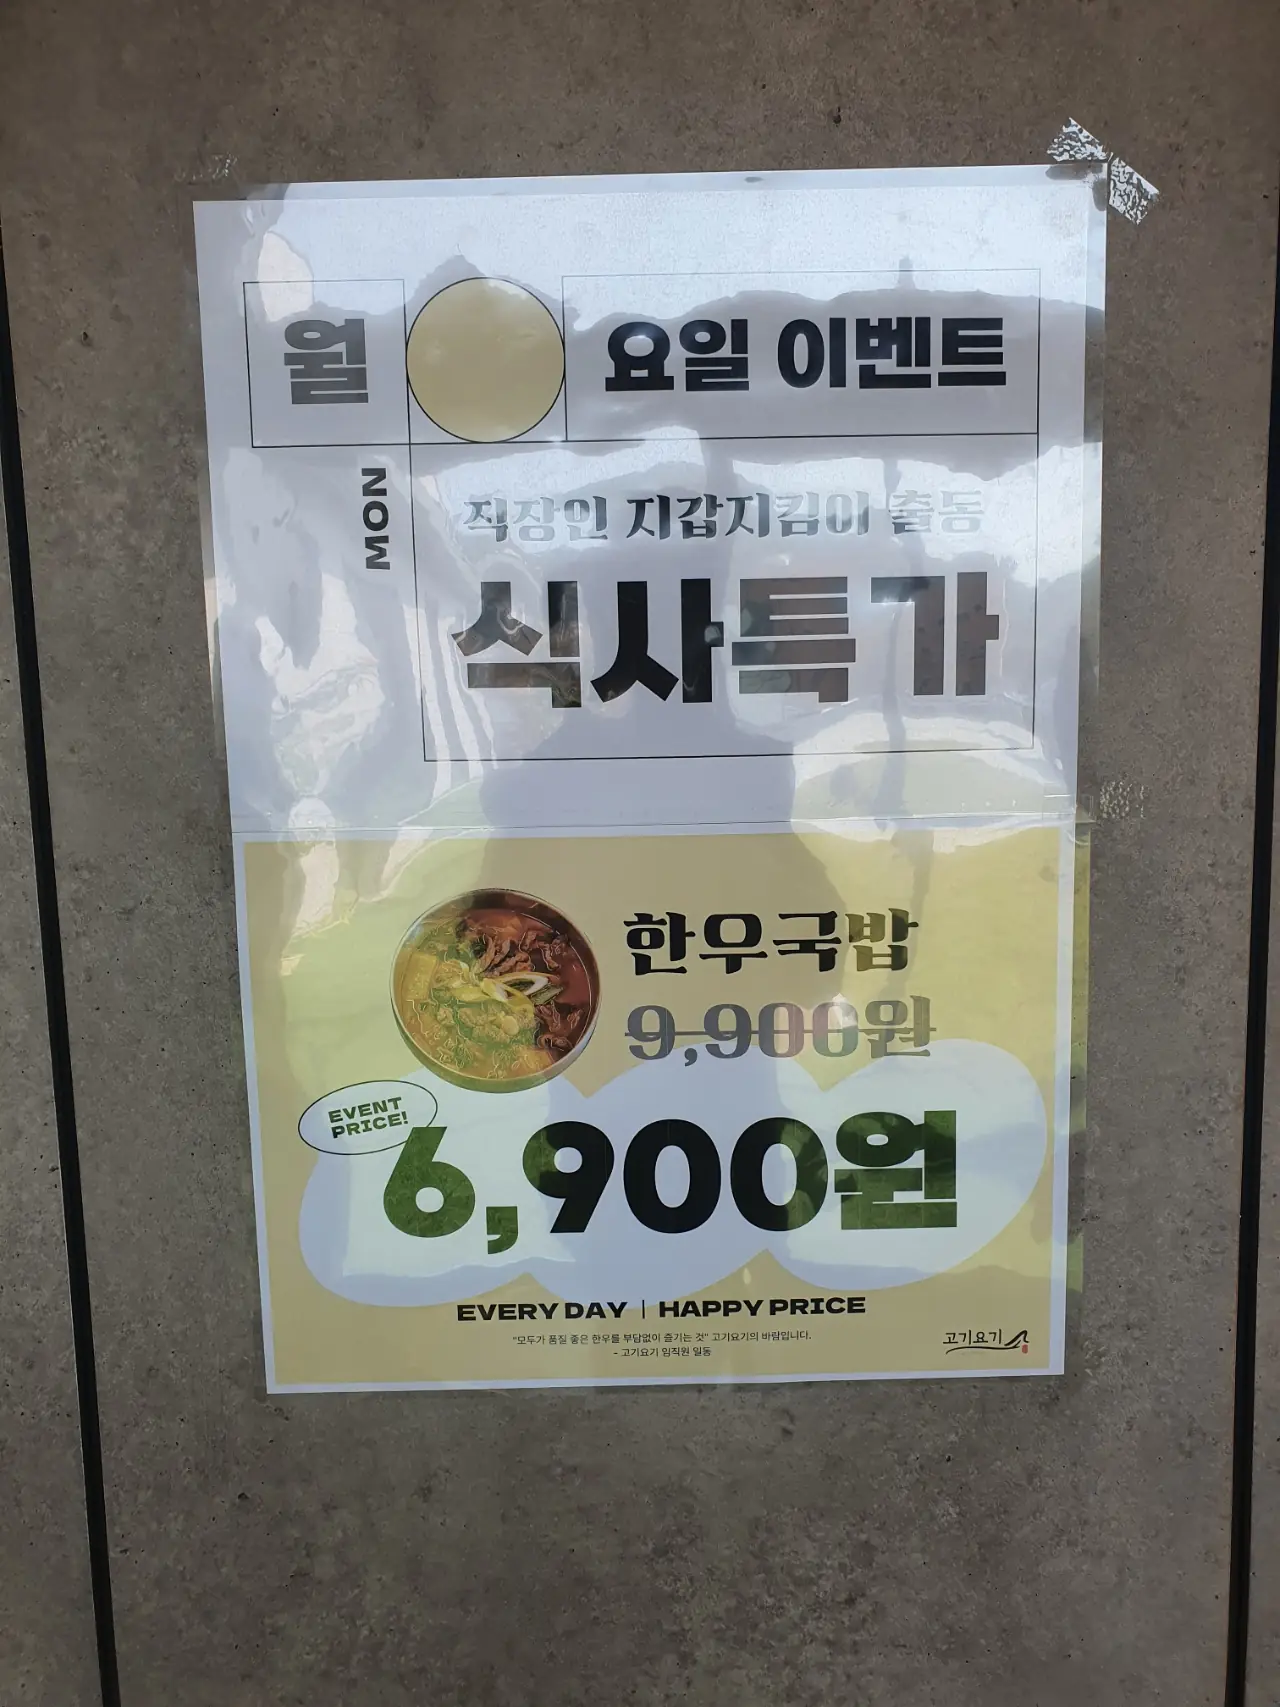 월 요일 이벤트
MON
직장인 지갑지킴이 출동
식사특가
한우국밥
9,900원
EVENT
PRICE!
6,900원
EVERY DAY | HAPPY PRICE
"모두가 품질 좋은 한우를 부담없이 즐기는 것" 고기요기의 바람입니다.
- 고기요기 임직원 일동
고기요기